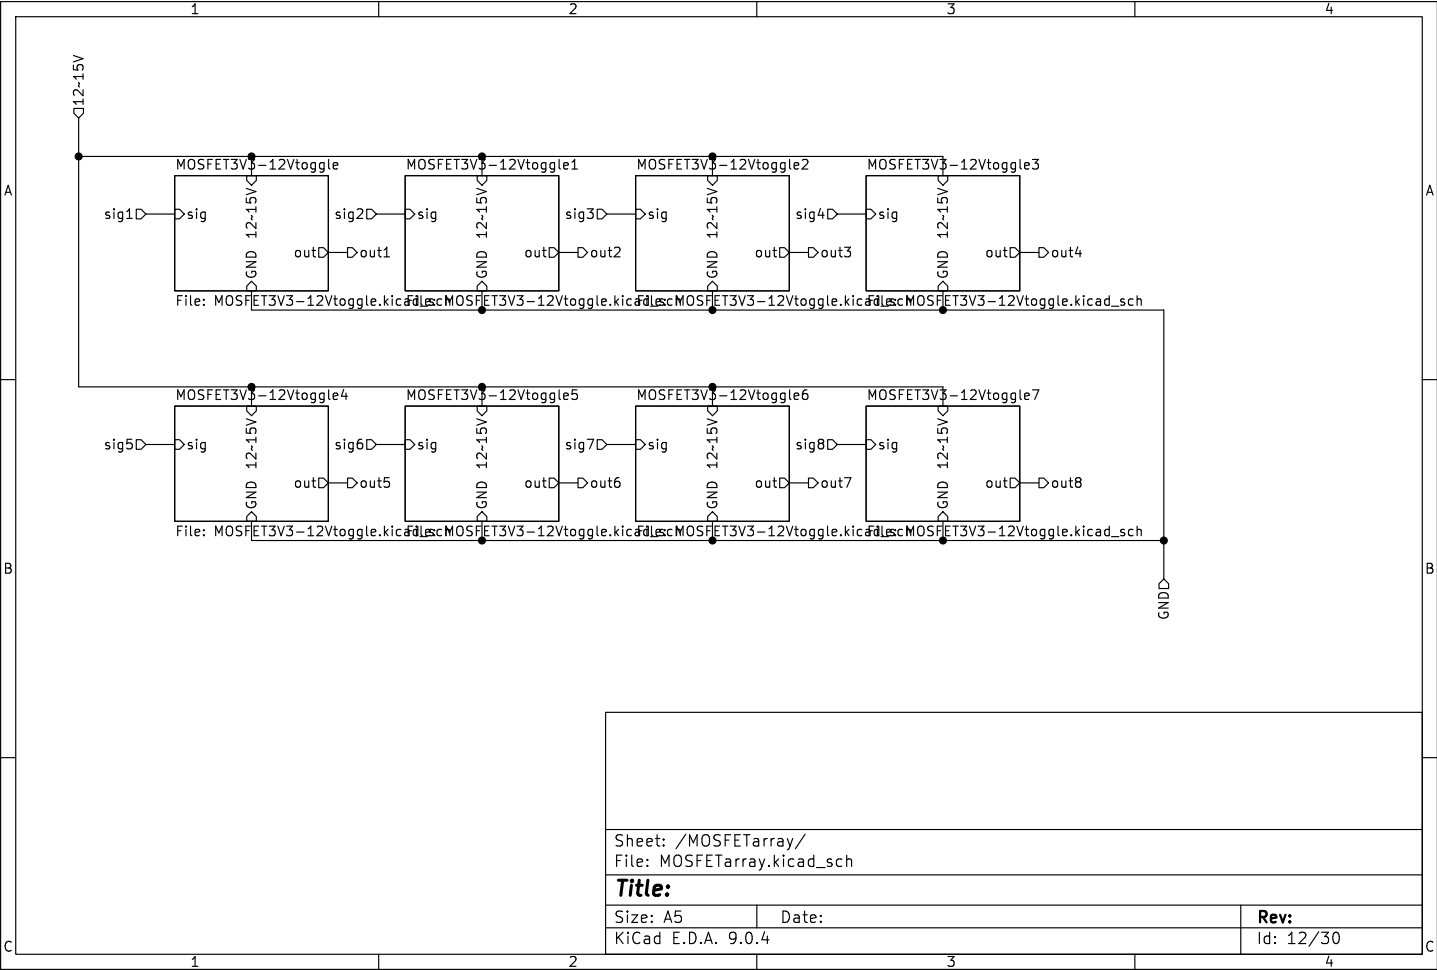 1 2 3 4
12~15V
MOSFET3V3-12Vtoggle MOSFET3V3-12Vtoggle1 MOSFET3V3-12Vtoggle2 MOSFET3V3-12Vtoggle3
A A
sig1 sig 12~15V sig2 sig 12~15V sig3 sig 12~15V sig4 sig 12~15V
GND out out1 GND out out2 GND out out3 GND out out4
File: MOSFET3V3-12Vtoggle.kicad_sch File: MOSFET3V3-12Vtoggle.kicad_sch File: MOSFET3V3-12Vtoggle.kicad_sch File: MOSFET3V3-12Vtoggle.kicad_sch
MOSFET3V3-12Vtoggle4 MOSFET3V3-12Vtoggle5 MOSFET3V3-12Vtoggle6 MOSFET3V3-12Vtoggle7
sig5 sig 12~15V sig6 sig 12~15V sig7 sig 12~15V sig8 sig 12~15V
GND out out5 GND out out6 GND out out7 GND out out8
File: MOSFET3V3-12Vtoggle.kicad_sch File: MOSFET3V3-12Vtoggle.kicad_sch File: MOSFET3V3-12Vtoggle.kicad_sch File: MOSFET3V3-12Vtoggle.kicad_sch
B B
GND
Sheet: /MOSFETarray/
File: MOSFETarray.kicad_sch
Title:
Size: A5 Date: Rev:
KiCad E.D.A. 9.0.4 Id: 12/30
C C
1 2 3 4